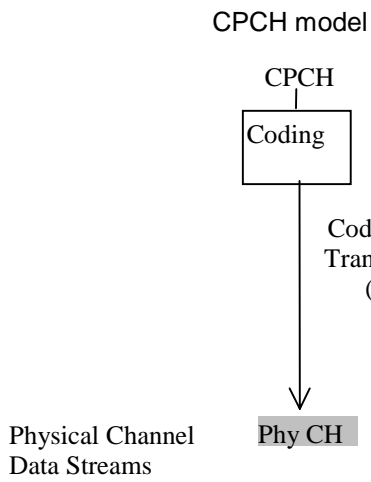 CPCH model
CPCH
Coding
Physical Channel
Data Streams
Phy CH